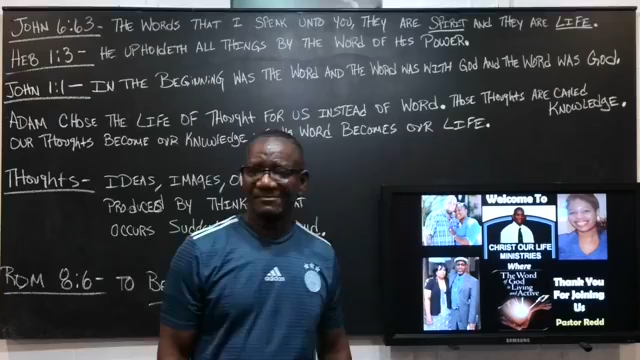 JOHN 6:63- THE WORDS THAT I SPEAK UNTO YOU, THEY ARE SPIRIT AND THEY ARE LIFE.
HEB 1:3- HE UPHOLDETH ALL THINGS BY THE WORD OF HIS POWER.
JOHN 1:1- IN THE BEGINNING WAS THE WORD AND THE WORD WAS WITH GOD AND THE WORD WAS GOD.
ADAM CHOSE THE LIFE OF THOUGHT FOR US INSTEAD OF WORD. THOSE THOUGHTS ARE CALLED KNOWLEDGE.
OUR THOUGHTS BECOME OUR KNOWLEDGE. WORD BECOMES OUR LIFE.
THOUGHTS- IDEAS, IMAGES,
PRODUCES BY THINK
OCCURS
ROM 8:6- TO
adidas
Welcome To
CHRIST OUR LIFE
MINISTRIES
Where
The Word
of God
is Living
and Active
Thank You
For Joining
Us
Pastor Redd
SAMSUNG